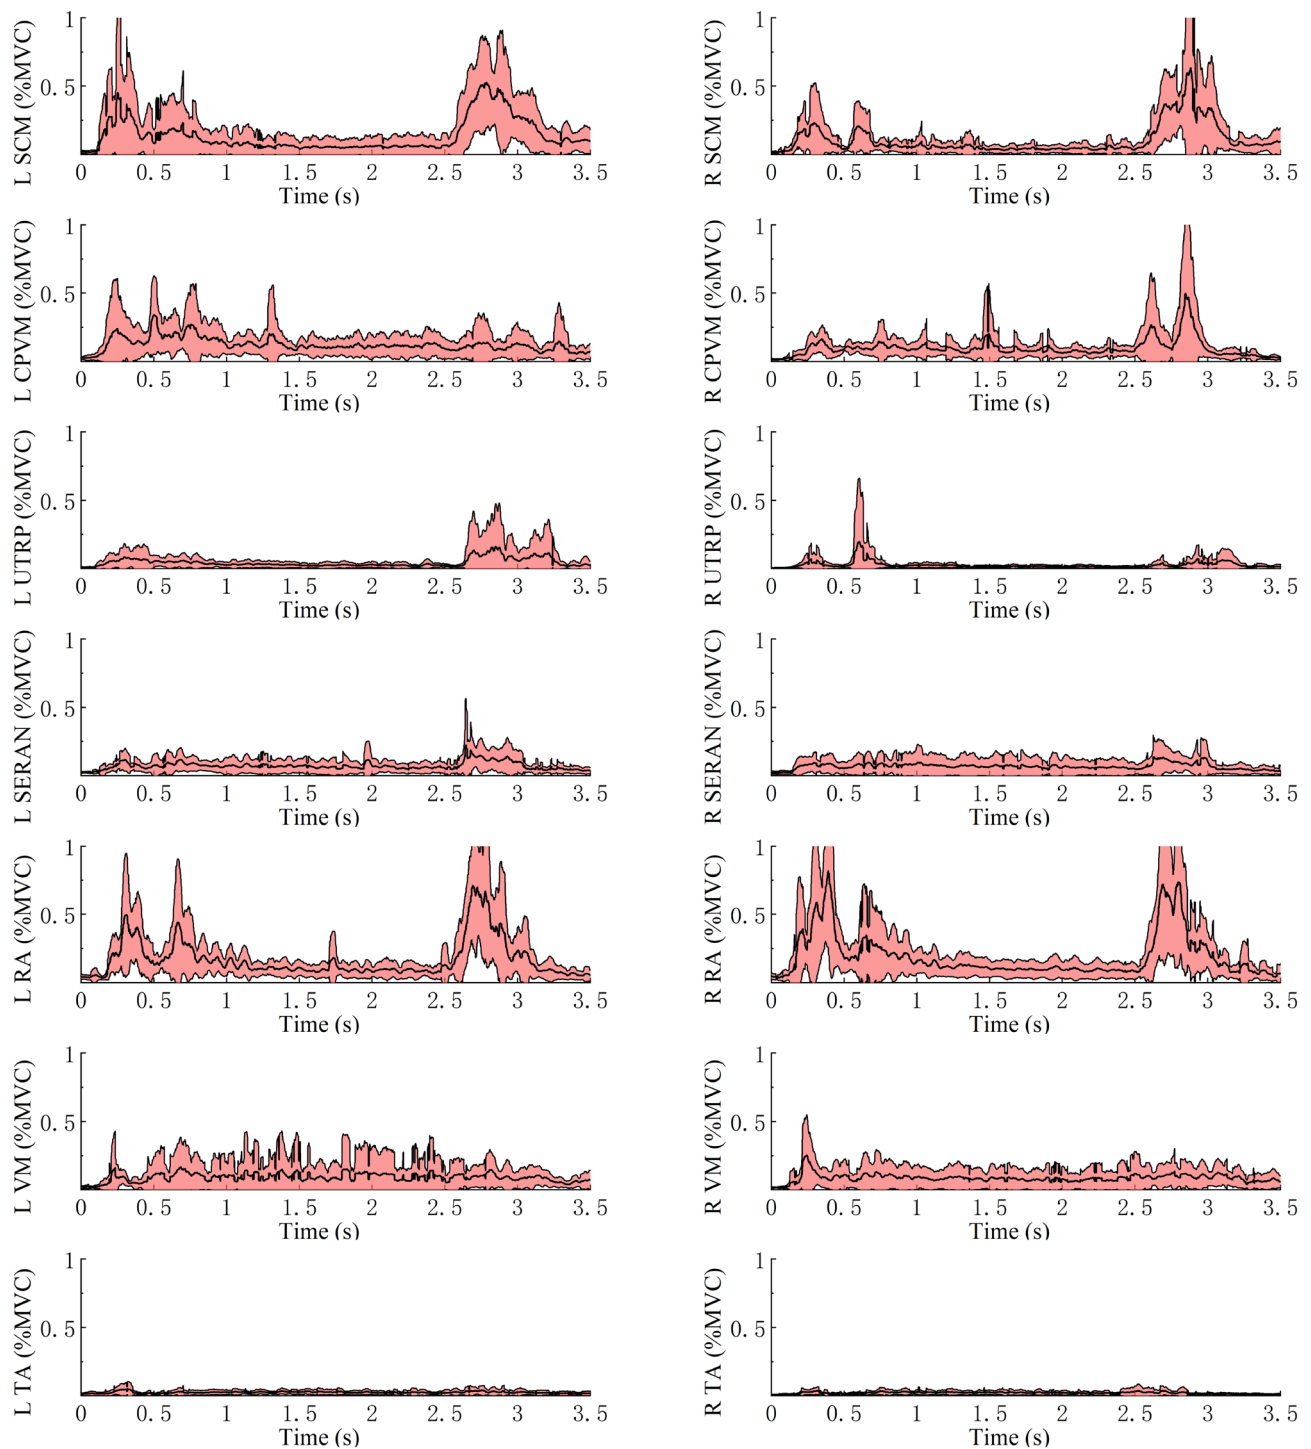 L SCM (%MVC)
1
0.5
0 0.5 1 1.5 2 2.5 3 3.5
Time (s)
R SCM (%MVC)
1
0.5
0 0.5 1 1.5 2 2.5 3 3.5
Time (s)
L CPVM (%MVC)
1
0.5
0 0.5 1 1.5 2 2.5 3 3.5
Time (s)
R CPVM (%MVC)
1
0.5
0 0.5 1 1.5 2 2.5 3 3.5
Time (s)
L UTRP (%MVC)
1
0.5
0 0.5 1 1.5 2 2.5 3 3.5
Time (s)
R UTRP (%MVC)
1
0.5
0 0.5 1 1.5 2 2.5 3 3.5
Time (s)
L SERAN (%MVC)
1
0.5
0 0.5 1 1.5 2 2.5 3 3.5
Time (s)
R SERAN (%MVC)
1
0.5
0 0.5 1 1.5 2 2.5 3 3.5
Time (s)
L RA (%MVC)
1
0.5
0 0.5 1 1.5 2 2.5 3 3.5
Time (s)
R RA (%MVC)
1
0.5
0 0.5 1 1.5 2 2.5 3 3.5
Time (s)
L VM (%MVC)
1
0.5
0 0.5 1 1.5 2 2.5 3 3.5
Time (s)
R VM (%MVC)
1
0.5
0 0.5 1 1.5 2 2.5 3 3.5
Time (s)
L TA (%MVC)
1
0.5
0 0.5 1 1.5 2 2.5 3 3.5
Time (s)
R TA (%MVC)
1
0.5
0 0.5 1 1.5 2 2.5 3 3.5
Time (s)